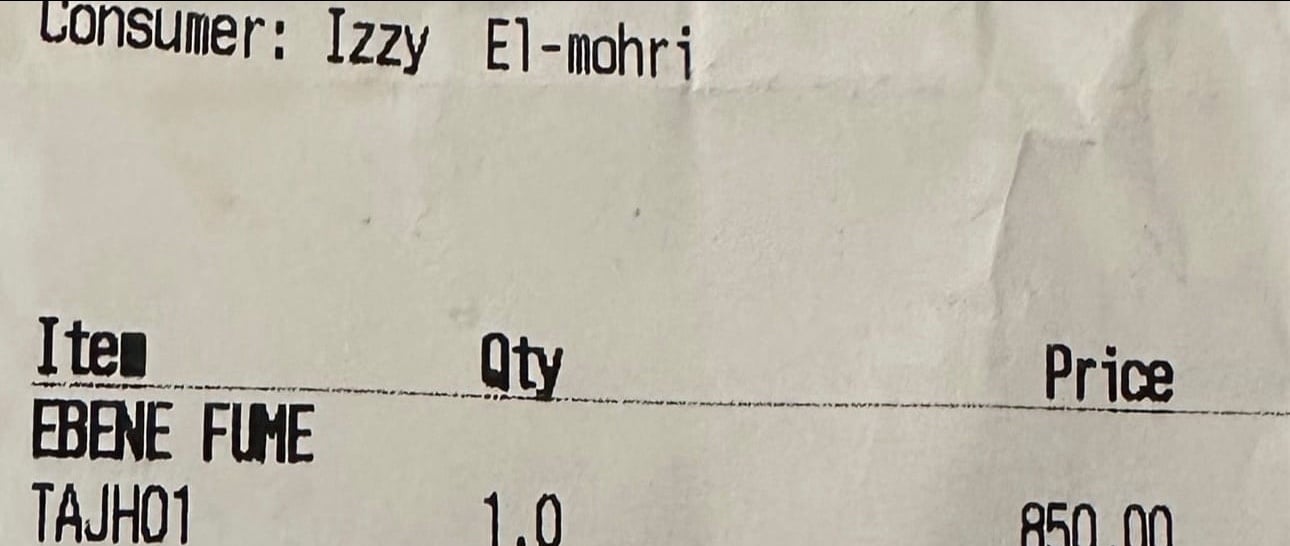 Consumer: Izzy El-mohri
Item Qty Price
EBENE FUME
TAJH01 1.0 850.00